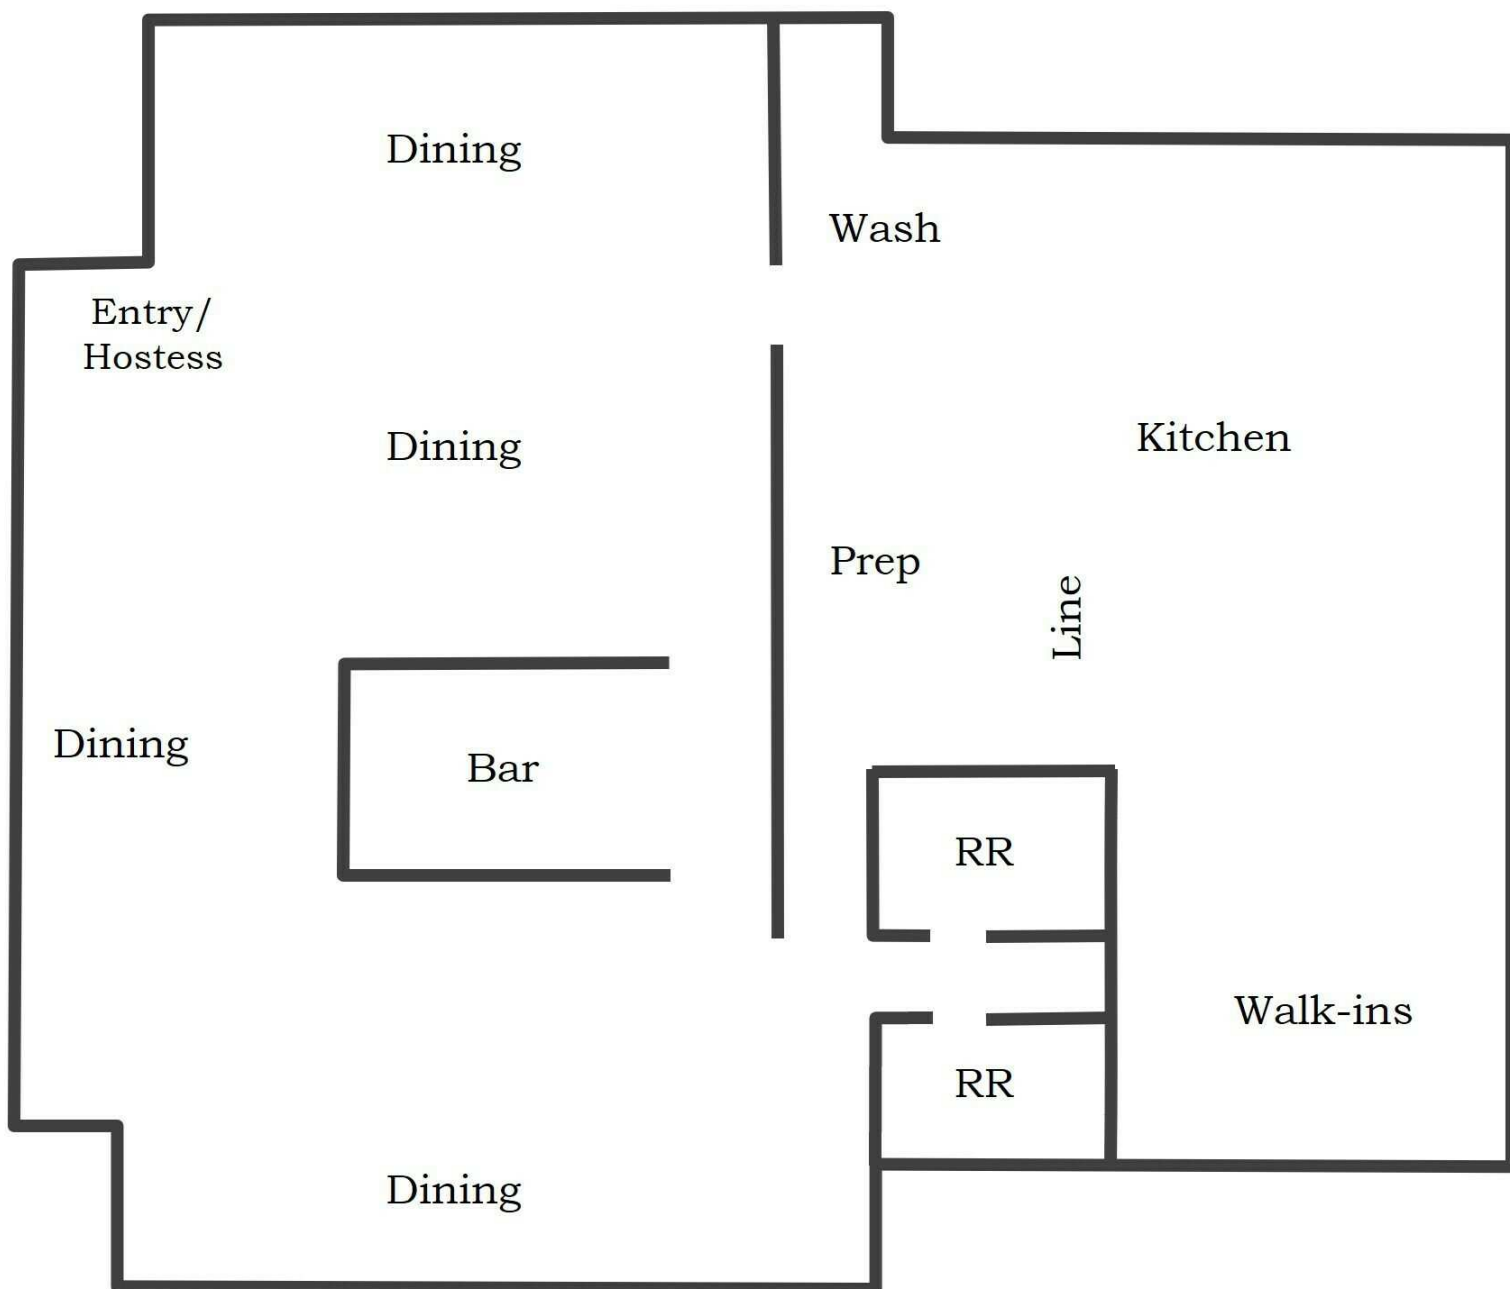 Dining
Wash
Entry/
Hostess
Dining
Kitchen
Prep
Line
Dining
Bar
RR
Walk-ins
RR
Dining